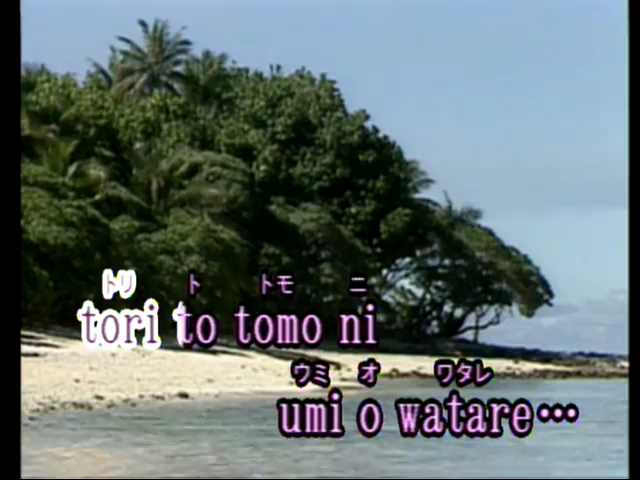 トリ ト トモ ニ
tori to tomo ni
ウミ オ ワタレ
umi o watare…